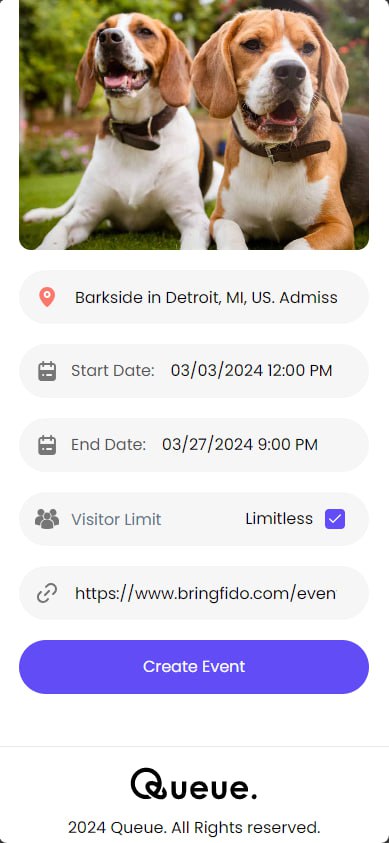 Barkside in Detroit, MI, US. Admiss
Start Date: 03/03/2024 12:00 PM
End Date: 03/27/2024 9:00 PM
Visitor Limit Limitless
https://www.bringfido.com/even
Create Event
Queue.
2024 Queue. All Rights reserved.